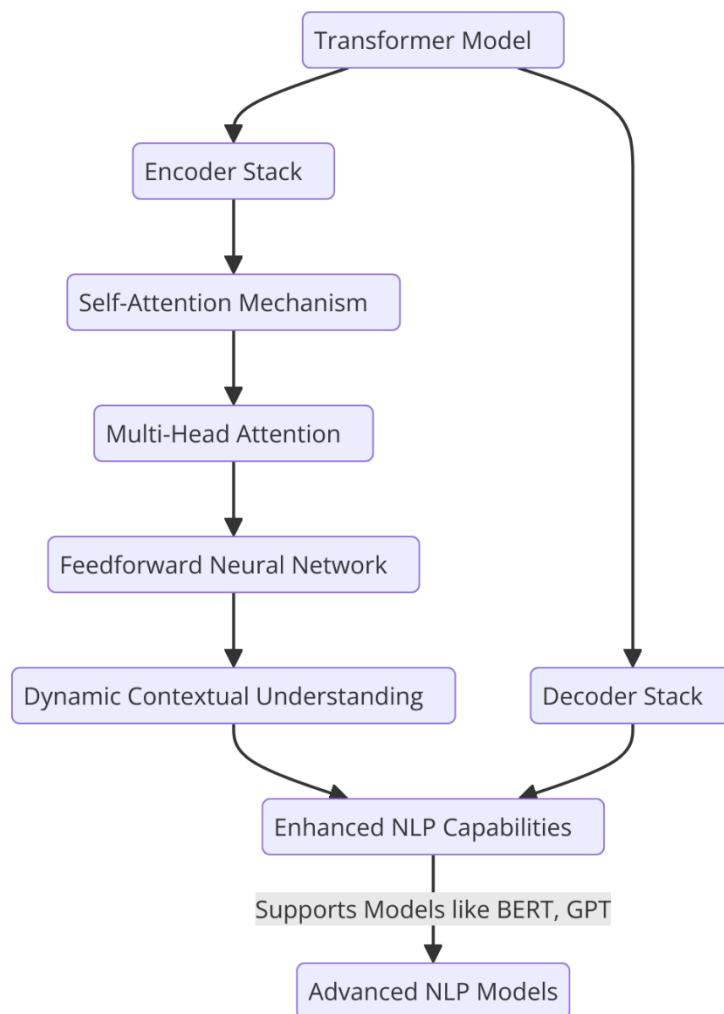 Transformer Model
Encoder Stack
Self-Attention Mechanism
Multi-Head Attention
Feedforward Neural Network
Dynamic Contextual Understanding
Decoder Stack
Enhanced NLP Capabilities
Supports Models like BERT, GPT
Advanced NLP Models